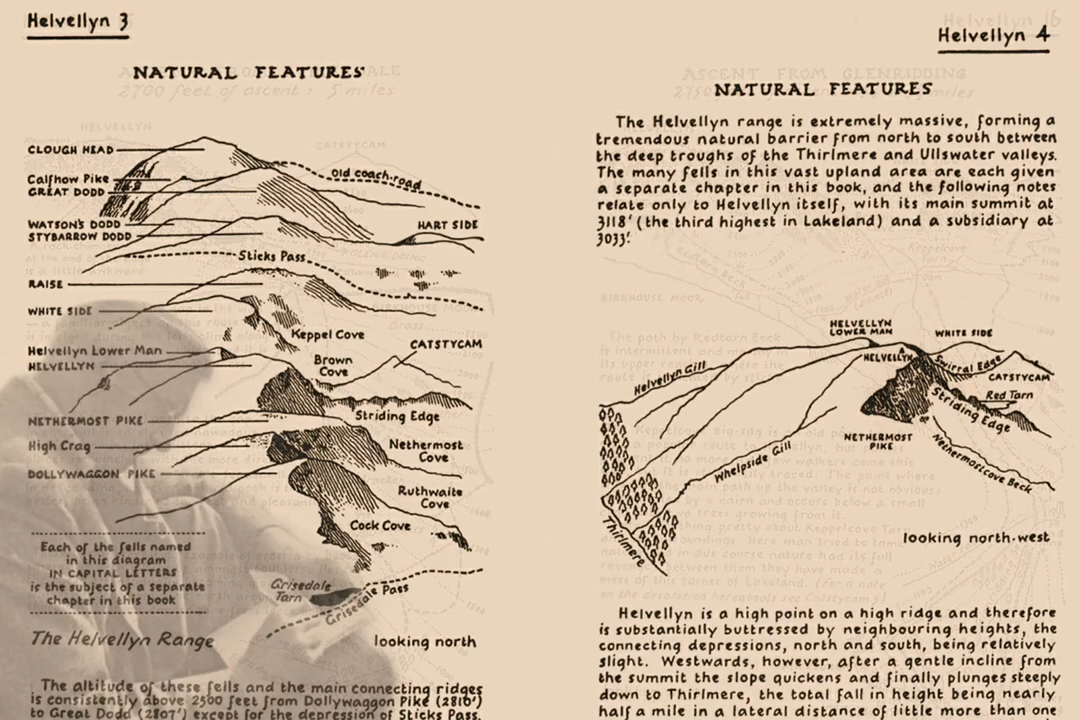 Helvellyn 3
NATURAL FEATURES
CLOUGH HEAD
Calfhow Pike
GREAT DODD
Old coach-road
WATSON'S DODD
STYBARROW DODD
HART SIDE
Sticks Pass
RAISE
WHITE SIDE
Keppel Cove
CATSTYCAM
Helvellyn Lower Man
HELVELLYN
Brown
Cove
Striding Edge
NETHERMOST PIKE
High Crag
Nethermost
Cove
DOLLYWAGGON PIKE
Ruthwaite
Cove
Cock Cove
Each of the fells named
in this diagram
IN CAPITAL LETTERS
is the subject of a separate
chapter in this book
Grisedale
Tarn
Grisedale Pass
The Helvellyn Range
looking north
The altitude of these fells and the main connecting ridges
is consistently above 2500 feet from Dollywaggon Pike (2810')
to Great Dodd (2807') except for the depression of Sticks Pass,
Helvellyn 16
Helvellyn 4
ASCENT FROM GLENRIDDING
NATURAL FEATURES
The Helvellyn range is extremely massive, forming a
tremendous natural barrier from north to south between
the deep troughs of the Thirlmere and Ullswater valleys.
The many fells in this vast upland area are each given
a separate chapter in this book, and the following notes
relate only to Helvellyn itself, with its main summit at
3118' (the third highest in Lakeland) and a subsidiary at
3033'.
HELVELLYN
LOWER MAN
WHITE SIDE
HELVELLYN
Swirral Edge
CATSTYCAM
Helvellyn Gill
Red Tarn
Striding Edge
NETHERMOST
PIKE
Whelpside Gill
Nethermostcove Beck
Thirlmere
looking north-west
Helvellyn is a high point on a high ridge and therefore
is substantially buttressed by neighbouring heights, the
connecting depressions, north and south, being relatively
slight. Westwards, however, after a gentle incline from
the summit the slope quickens and finally plunges steeply
down to Thirlmere, the total fall in height being nearly
half a mile in a lateral distance of little more than one